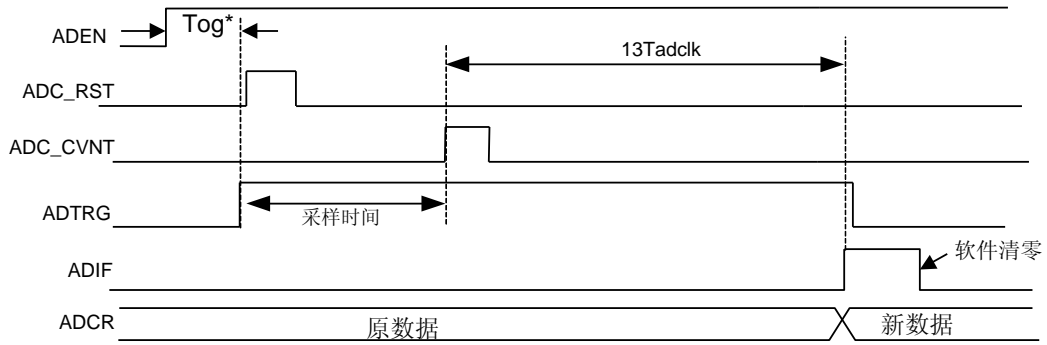 ADEN
Tog*
13Tadclk
ADC_RST
ADC_CVNT
ADTRG
采样时间
ADIF
软件清零
ADCR
原数据
新数据